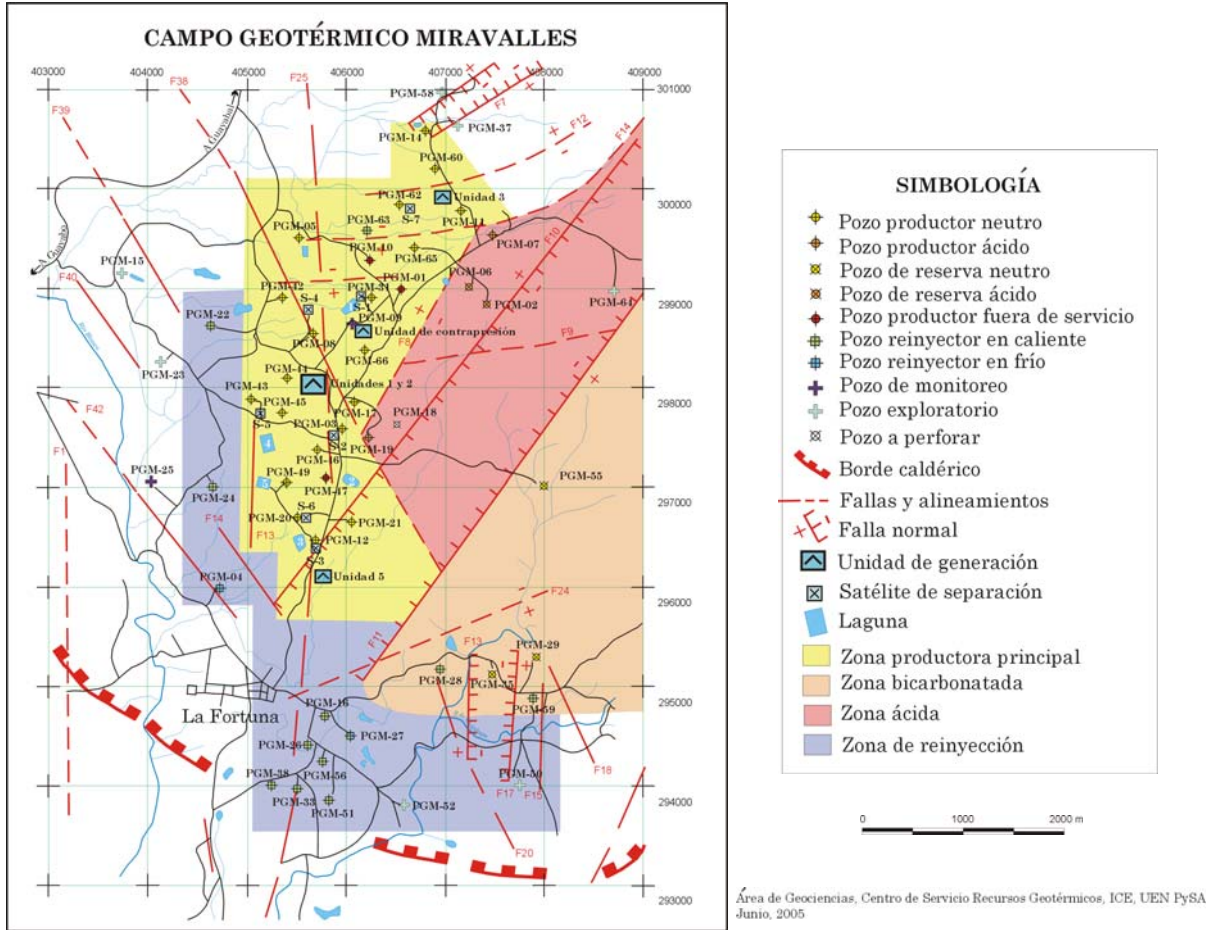 CAMPO GEOTÉRMICO MIRAVALLES
403000
404000
405000
406000
407000
408000
409000
301000
300000
299000
298000
297000
296000
295000
294000
293000
F38
F25
F39
F7
F12
F14
A Guayabal
A Guayabo
PGM-58
PGM-37
PGM-14
PGM-60
PGM-62
Unidad 3
S-7
PGM-11
PGM-63
PGM-05
PGM-07
F10
PGM-10
PGM-65
PGM-15
F40
PGM-01
PGM-06
PGM-42
PGM-31
PGM-02
PGM-64
S-4
S-1
PGM-09
PGM-22
Unidad de contrapresión
PGM-08
F8
F9
PGM-66
PGM-23
PGM-44
Unidades 1 y 2
PGM-43
PGM-45
PGM-17
PGM-18
F42
S-5
PGM-03
S-2
PGM-19
4
PGM-46
F1
PGM-25
PGM-49
PGM-55
PGM-47
PGM-24
S-6
PGM-20
PGM-21
F14
F13
3
PGM-12
S-3
PGM-04
Unidad 5
F24
F11
F13
PGM-29
PGM-28
PGM-35
La Fortuna
PGM-16
PGM-59
PGM-26
PGM-27
PGM-38
PGM-56
PGM-50
F18
PGM-33
PGM-51
PGM-52
F17
F15
F20
SIMBOLOGÍA
Pozo productor neutro
Pozo productor ácido
Pozo de reserva neutro
Pozo de reserva ácido
Pozo productor fuera de servicio
Pozo reinyector en caliente
Pozo reinyector en frío
Pozo de monitoreo
Pozo exploratorio
Pozo a perforar
Borde caldérico
Fallas y alineamientos
Falla normal
Unidad de generación
Satélite de separación
Laguna
Zona productora principal
Zona bicarbonatada
Zona ácida
Zona de reinyección
0 1000 2000 m
Área de Geociencias, Centro de Servicio Recursos Geotérmicos, ICE, UEN PySA
Junio, 2005